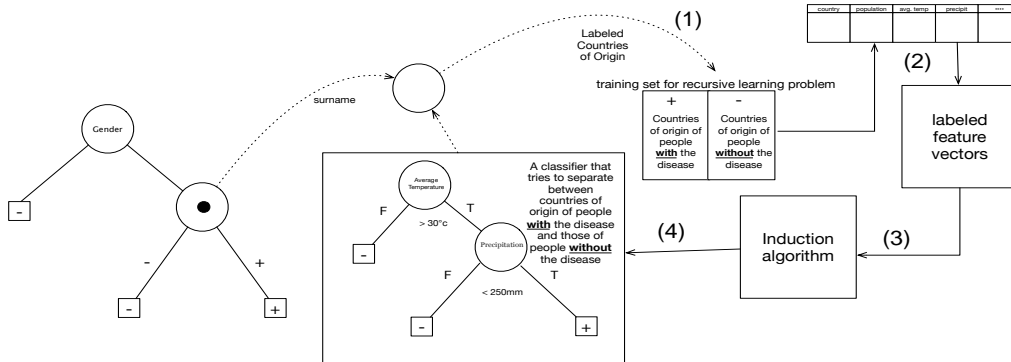 (1)
Labeled
Countries
of Origin
country population avg. temp precipit ....
(2)
surname
training set for recursive learning problem
+ -
Countries
of origin of
people
with the
disease
Countries
of origin of
people
without the
disease
labeled
feature
vectors
Gender
-
- +
- +
A classifier that
tries to separate
between
countries of
origin of people
with the disease
and those of
people without
the disease
Average
Temperature
F T
> 30°c
-
Precipitation
F T
< 250mm
- +
(4)
Induction
algorithm
(3)